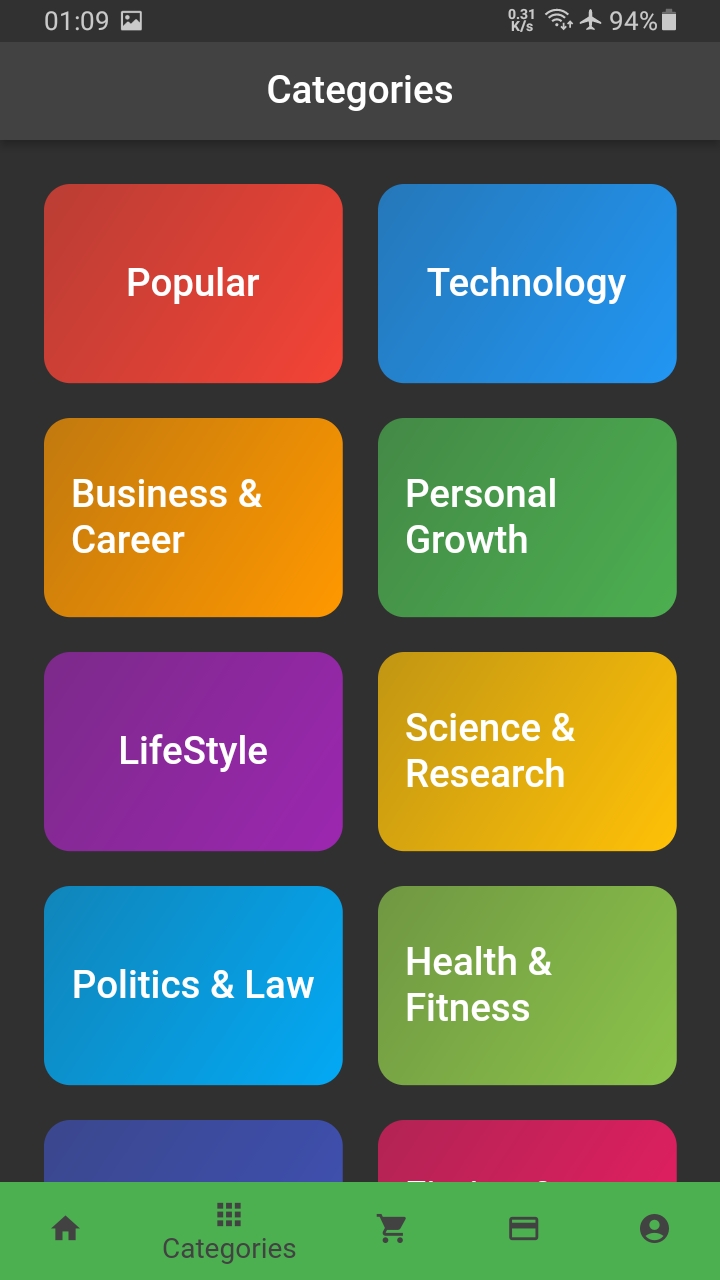 01:09
0.31
K/s
94%
Categories
Popular
Technology
Business &
Career
Personal
Growth
LifeStyle
Science &
Research
Politics & Law
Health &
Fitness
Categories